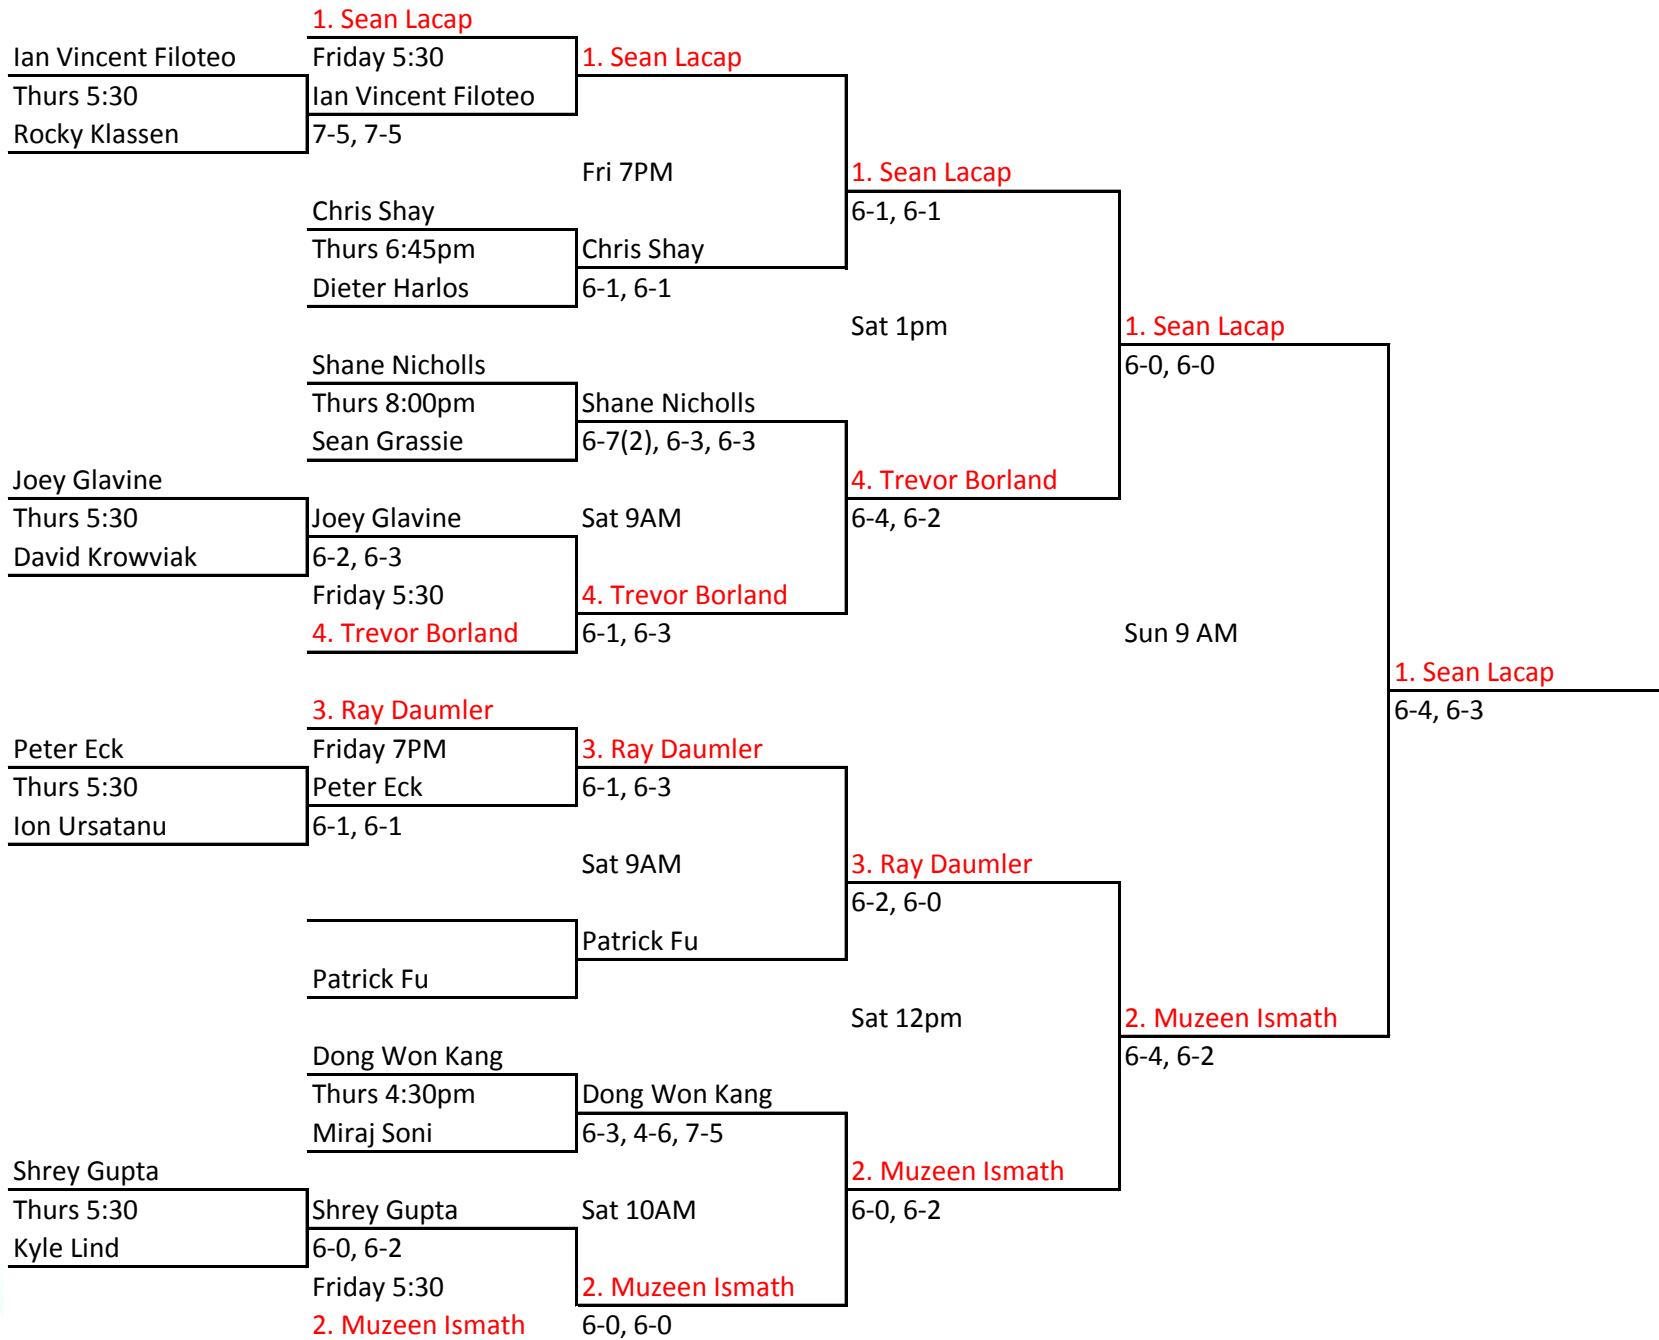 1. Sean Lacap
Ian Vincent Filoteo
Friday 5:30
1. Sean Lacap
Thurs 5:30
Ian Vincent Filoteo
Rocky Klassen
7-5, 7-5
Fri 7PM
1. Sean Lacap
Chris Shay
6-1, 6-1
Thurs 6:45pm
Chris Shay
Dieter Harlos
6-1, 6-1
Sat 1pm
1. Sean Lacap
Shane Nicholls
6-0, 6-0
Thurs 8:00pm
Shane Nicholls
Sean Grassie
6-7(2), 6-3, 6-3
Joey Glavine
4. Trevor Borland
Thurs 5:30
Joey Glavine
Sat 9AM
6-4, 6-2
David Krowviak
6-2, 6-3
Friday 5:30
4. Trevor Borland
4. Trevor Borland
6-1, 6-3
Sun 9 AM
1. Sean Lacap
3. Ray Daumler
6-4, 6-3
Peter Eck
Friday 7PM
3. Ray Daumler
Thurs 5:30
Peter Eck
6-1, 6-3
Ion Ursatanu
6-1, 6-1
Sat 9AM
3. Ray Daumler
6-2, 6-0
Patrick Fu
Patrick Fu
Sat 12pm
2. Muzeen Ismath
Dong Won Kang
6-4, 6-2
Thurs 4:30pm
Dong Won Kang
Miraj Soni
6-3, 4-6, 7-5
Shrey Gupta
2. Muzeen Ismath
Thurs 5:30
Shrey Gupta
Sat 10AM
6-0, 6-2
Kyle Lind
6-0, 6-2
Friday 5:30
2. Muzeen Ismath
2. Muzeen Ismath
6-0, 6-0